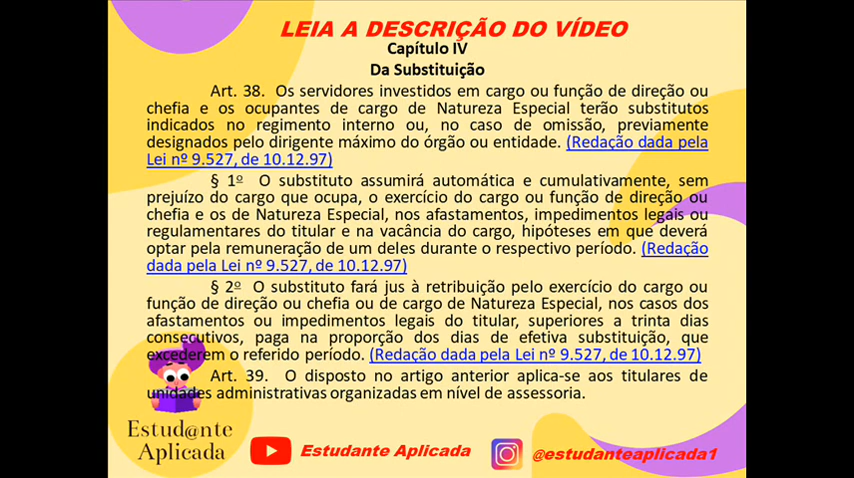 LEIA A DESCRIÇÃO DO VÍDEO
Capítulo IV
Da Substituição
Art. 38. Os servidores investidos em cargo ou função de direção ou
chefia e os ocupantes de cargo de Natureza Especial terão substitutos
indicados no regimento interno ou, no caso de omissão, previamente
designados pelo dirigente máximo do órgão ou entidade. (Redação dada pela
Lei nº 9.527, de 10.12.97)
§ 1º O substituto assumirá automática e cumulativamente, sem
prejuízo do cargo que ocupa, o exercício do cargo ou função de direção ou
chefia e os de Natureza Especial, nos afastamentos, impedimentos legais ou
regulamentares do titular e na vacância do cargo, hipóteses em que deverá
optar pela remuneração de um deles durante o respectivo período. (Redação
dada pela Lei nº 9.527, de 10.12.97)
§ 2º O substituto fará jus à retribuição pelo exercício do cargo ou
função de direção ou chefia ou de cargo de Natureza Especial, nos casos dos
afastamentos ou impedimentos legais do titular, superiores a trinta dias
consecutivos, paga na proporção dos dias de efetiva substituição, que
excederem o referido período. (Redação dada pela Lei nº 9.527, de 10.12.97)
Art. 39. O disposto no artigo anterior aplica-se aos titulares de
unidades administrativas organizadas em nível de assessoria.
Estud@nte
Aplicada
Estudante Aplicada
@estudanteaplicada1